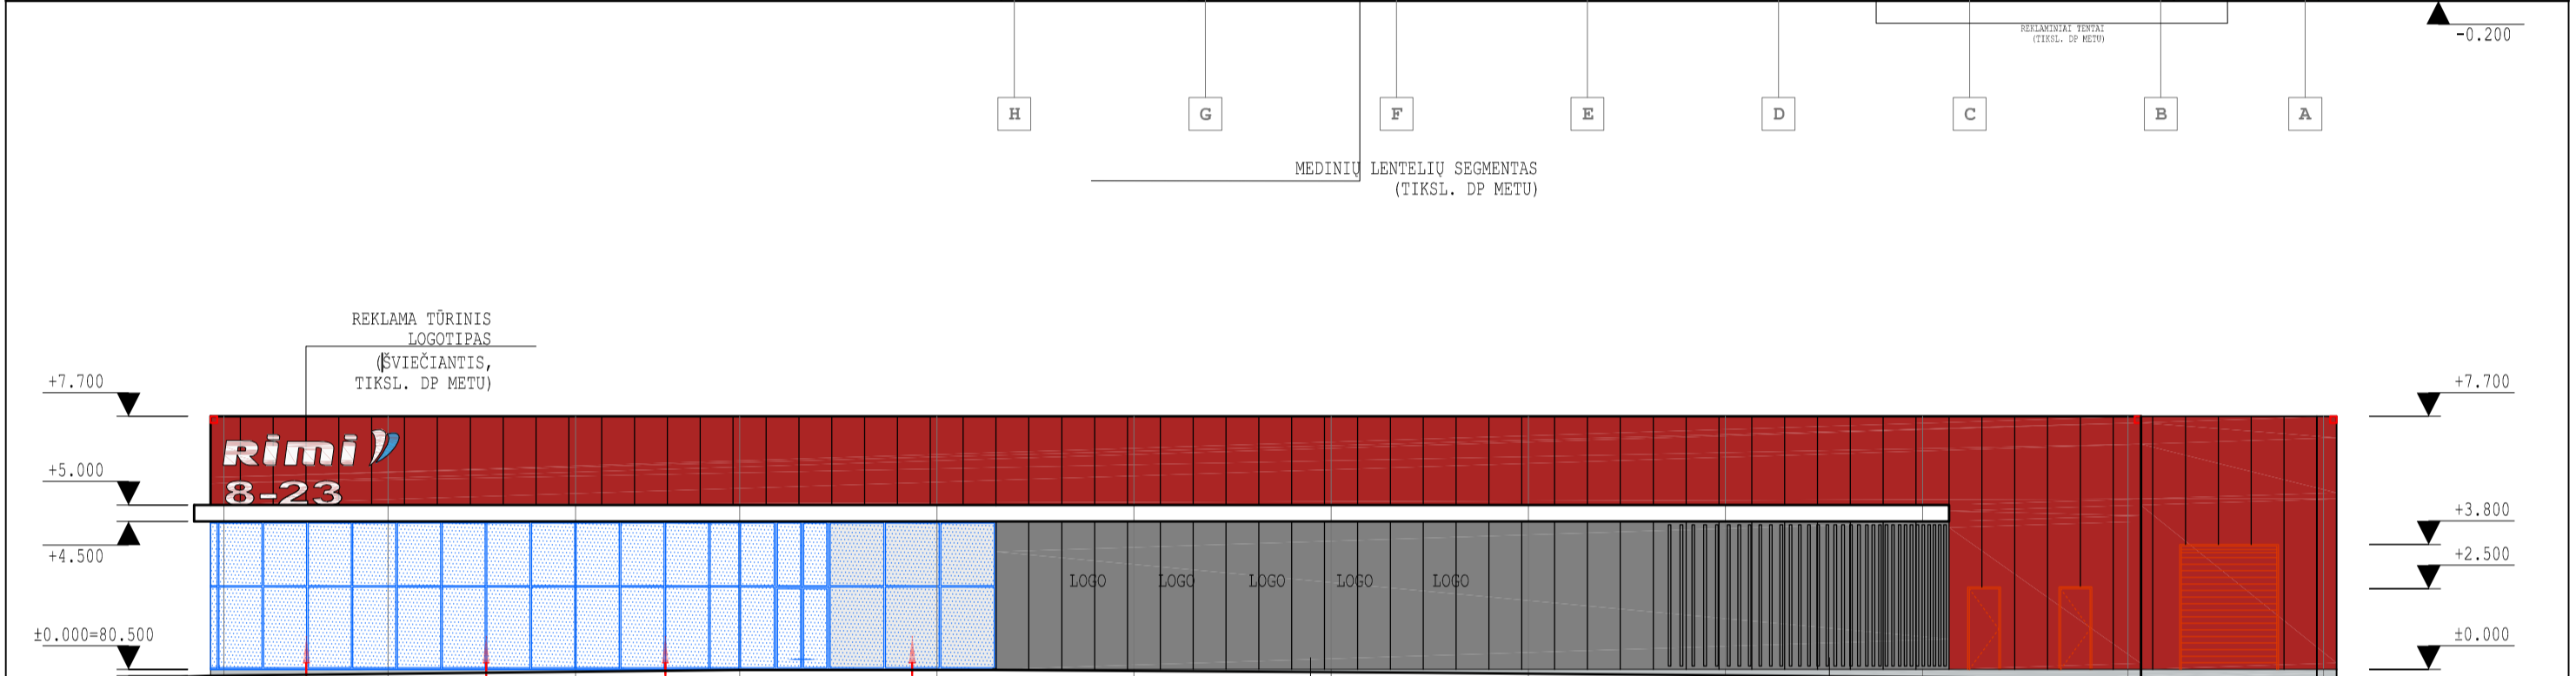 REKLAMINIAI TENTAI
(TIKSL. DP METU)
-0.200
H G F E D C B A
MEDINIŲ LENTELIŲ SEGMENTAS
(TIKSL. DP METU)
REKLAMA TŪRINIS
LOGOTIPAS
(ŠVIEČIANTIS,
TIKSL. DP METU)
+7.700
+7.700
Rimi
+5.000
8-23
+3.800
+4.500
+2.500
LOGO LOGO LOGO LOGO LOGO
±0.000=80.500
±0.000